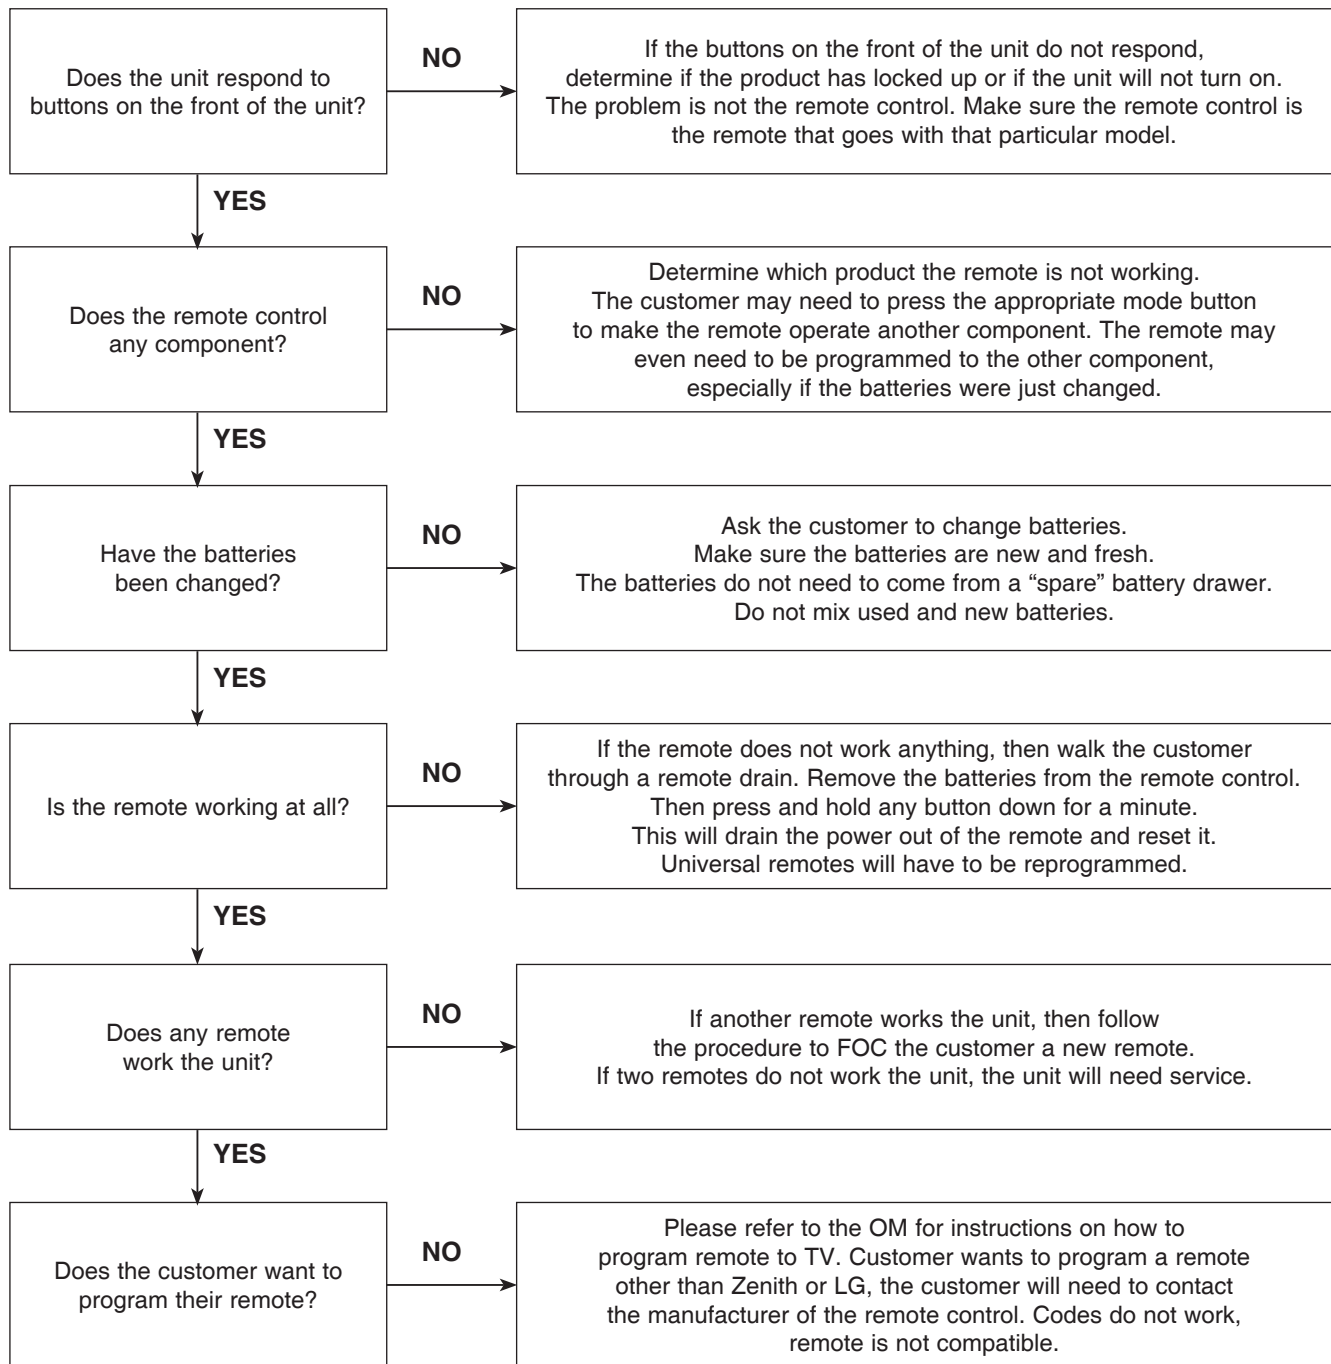 Does the unit respond to
buttons on the front of the unit?
NO
If the buttons on the front of the unit do not respond,
determine if the product has locked up or if the unit will not turn on.
The problem is not the remote control. Make sure the remote control is
the remote that goes with that particular model.
YES
Does the remote control
any component?
NO
Determine which product the remote is not working.
The customer may need to press the appropriate mode button
to make the remote operate another component. The remote may
even need to be programmed to the other component,
especially if the batteries were just changed.
YES
Have the batteries
been changed?
NO
Ask the customer to change batteries.
Make sure the batteries are new and fresh.
The batteries do not need to come from a “spare” battery drawer.
Do not mix used and new batteries.
YES
Is the remote working at all?
NO
If the remote does not work anything, then walk the customer
through a remote drain. Remove the batteries from the remote control.
Then press and hold any button down for a minute.
This will drain the power out of the remote and reset it.
Universal remotes will have to be reprogrammed.
YES
Does any remote
work the unit?
NO
If another remote works the unit, then follow
the procedure to FOC the customer a new remote.
If two remotes do not work the unit, the unit will need service.
YES
Does the customer want to
program their remote?
NO
Please refer to the OM for instructions on how to
program remote to TV. Customer wants to program a remote
other than Zenith or LG, the customer will need to contact
the manufacturer of the remote control. Codes do not work,
remote is not compatible.